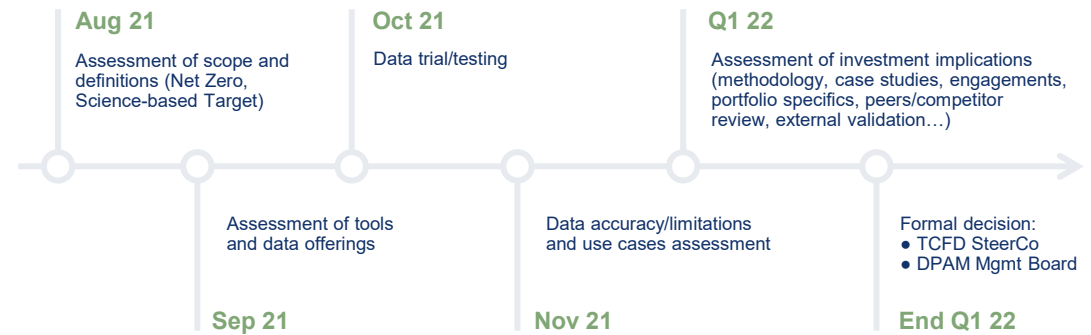 Aug 21
Assessment of scope and
definitions (Net Zero,
Science-based Target)
Oct 21
Data trial/testing
Q1 22
Assessment of investment implications
(methodology, case studies, engagements,
portfolio specifics, peers/competitor
review, external validation…)
Assessment of tools
and data offerings
Sep 21
Data accuracy/limitations
and use cases assessment
Nov 21
Formal decision:
● TCFD SteerCo
● DPAM Mgmt Board
End Q1 22